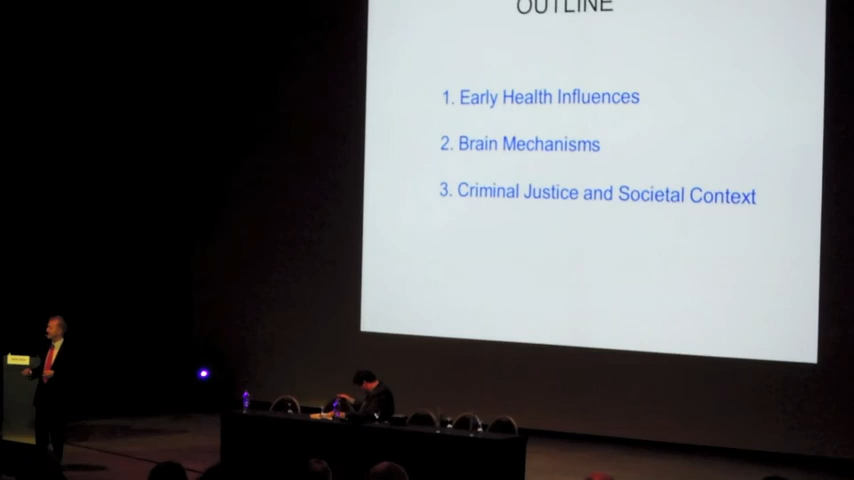 OUTLINE
1. Early Health Influences
2. Brain Mechanisms
3. Criminal Justice and Societal Context